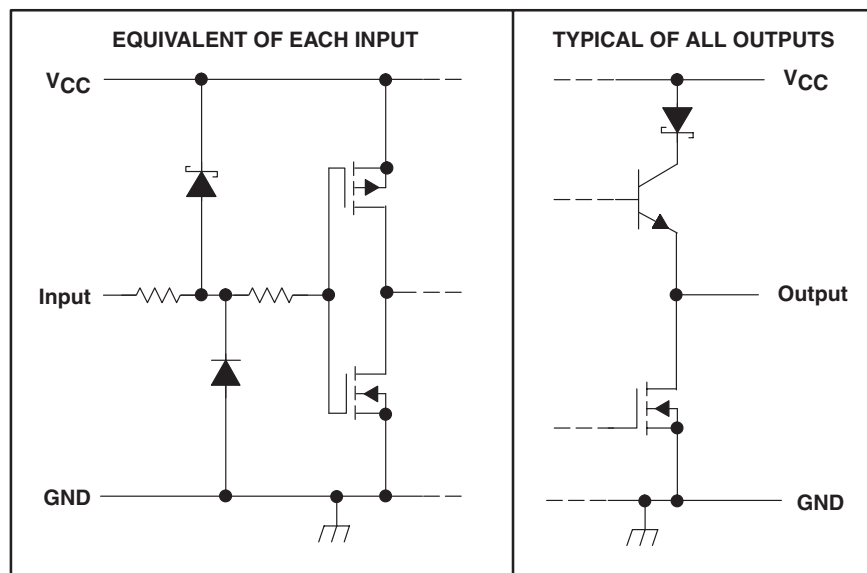 EQUIVALENT OF EACH INPUT
VCC
Input
GND
TYPICAL OF ALL OUTPUTS
VCC
Output
GND